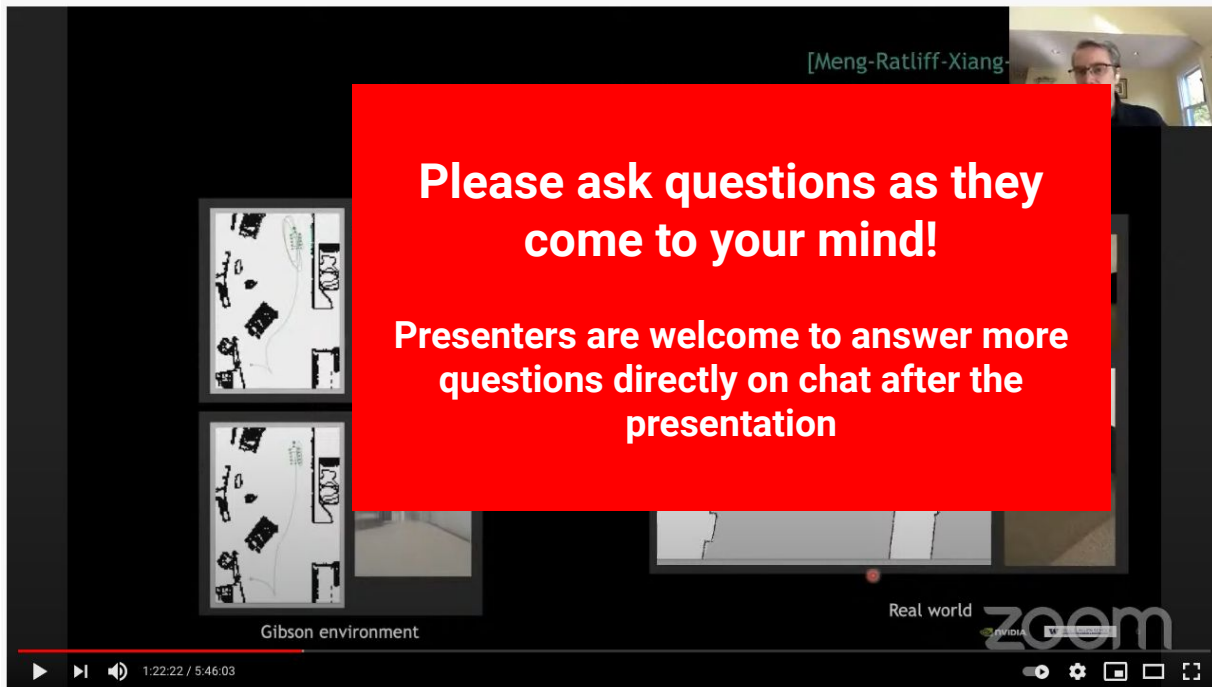 [Meng-Ratliff-Xiang-
Please ask questions as they
come to your mind!
Presenters are welcome to answer more
questions directly on chat after the
presentation
Real world
zoom
NVIDIA
Gibson environment
1:22:22 / 5:46:03